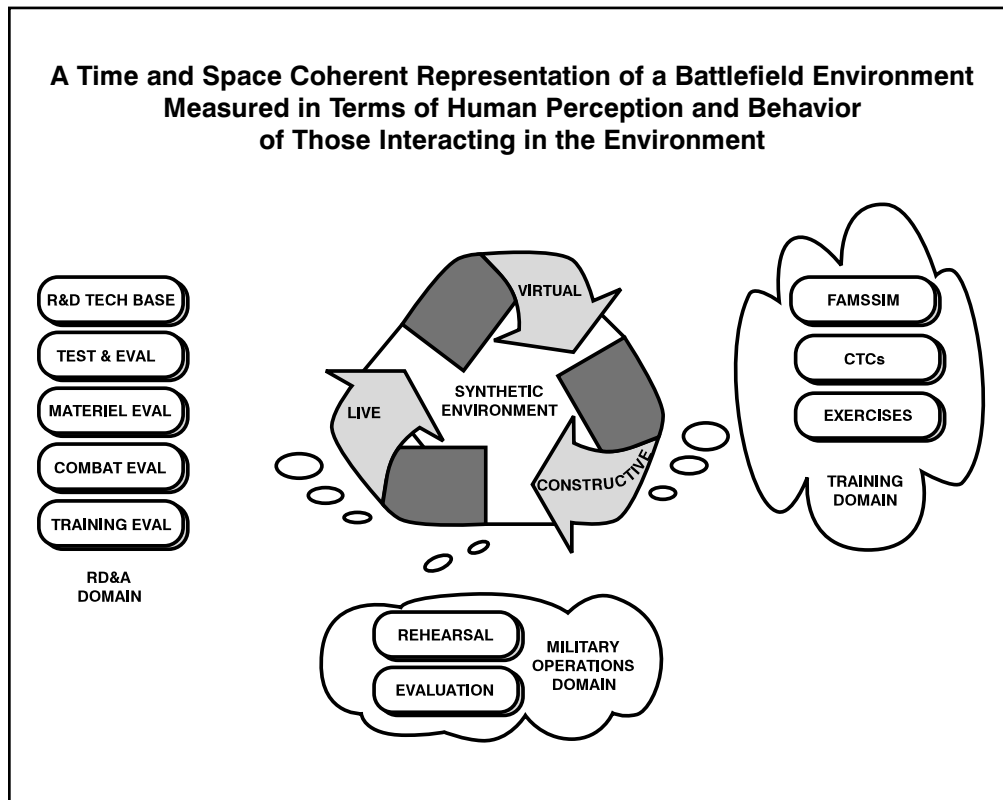 A Time and Space Coherent Representation of a Battlefield Environment
Measured in Terms of Human Perception and Behavior
of Those Interacting in the Environment
R&D TECH BASE
TEST & EVAL
MATERIEL EVAL
COMBAT EVAL
TRAINING EVAL
RD&A
DOMAIN
VIRTUAL
LIVE
SYNTHETIC
ENVIRONMENT
CONSTRUCTIVE
FAMSSIM
CTCs
EXERCISES
TRAINING
DOMAIN
REHEARSAL
EVALUATION
MILITARY
OPERATIONS
DOMAIN